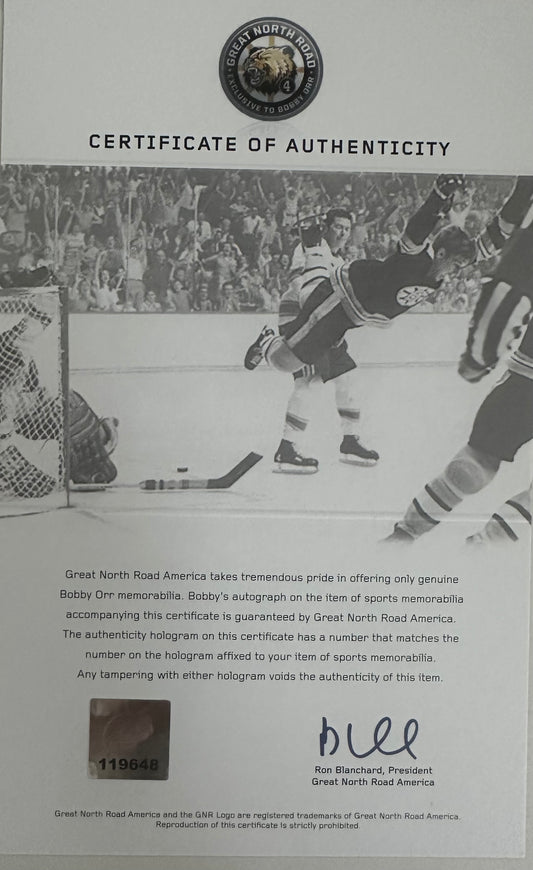 GREAT NORTH ROAD
4
EXCLUSIVE TO BOBBY ORR
CERTIFICATE OF AUTHENTICITY
Great North Road America takes tremendous pride in offering only genuine
Bobby Orr memorabilia. Bobby's autograph on the item of sports memorabilia
accompanying this certificate is guaranteed by Great North Road America.
The authenticity hologram on this certificate has a number that matches the
number on the hologram affixed to your item of sports memorabilia.
Any tampering with either hologram voids the authenticity of this item.
119648
Ron Blanchard, President
Great North Road America
Great North Road America and the GNR Logo are registered trademarks of Great North Road America.
Reproduction of this certificate is strictly prohibited.